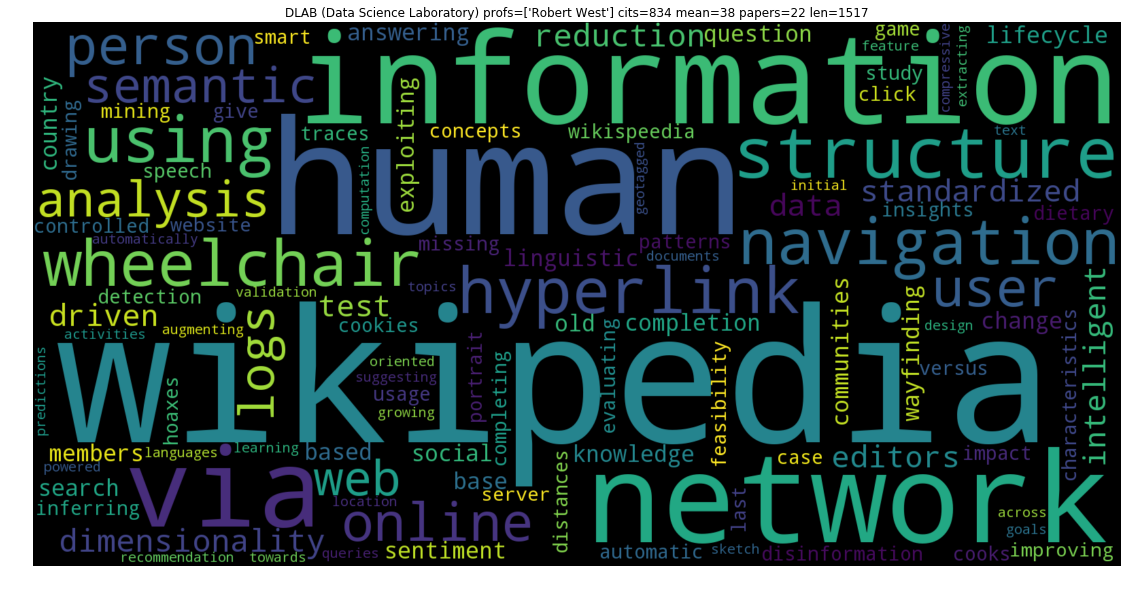 DLAB (Data Science Laboratory) profs=['Robert West'] cits=834 mean=38 papers=22 len=1517
person
smart
answering
reduction
question
game
feature
lifecycle
information
semantic
mining
give
country
drawing
using
speech
traces
concepts
exploiting
wikispeedia
study
click
compressive
extracting
text
structure
human
computation
geotagged
analysis
controlled
website
automatically
initial
standardized
data
insights
dietary
missing
patterns
linguistic
documents
navigation
wheelchair
detection
validation
topics
hyperlink
user
driven
activities
augmenting
logs
test
cookies
old
completion
communities
wayfinding
design
change
characteristics
intelligent
versus
wikipedia
predictions
hoaxes
oriented
suggesting
usage
growing
portrait
completing
evaluating
feasibility
members
languages
learning
based
social
knowledge
case
editors
impact
powered
search
inferring
via
web
location
base
server
distances
last
network
across
goals
online
dimensionality
recommendation
towards
queries
sentiment
automatic
sketch
disinformation
cooks
improving